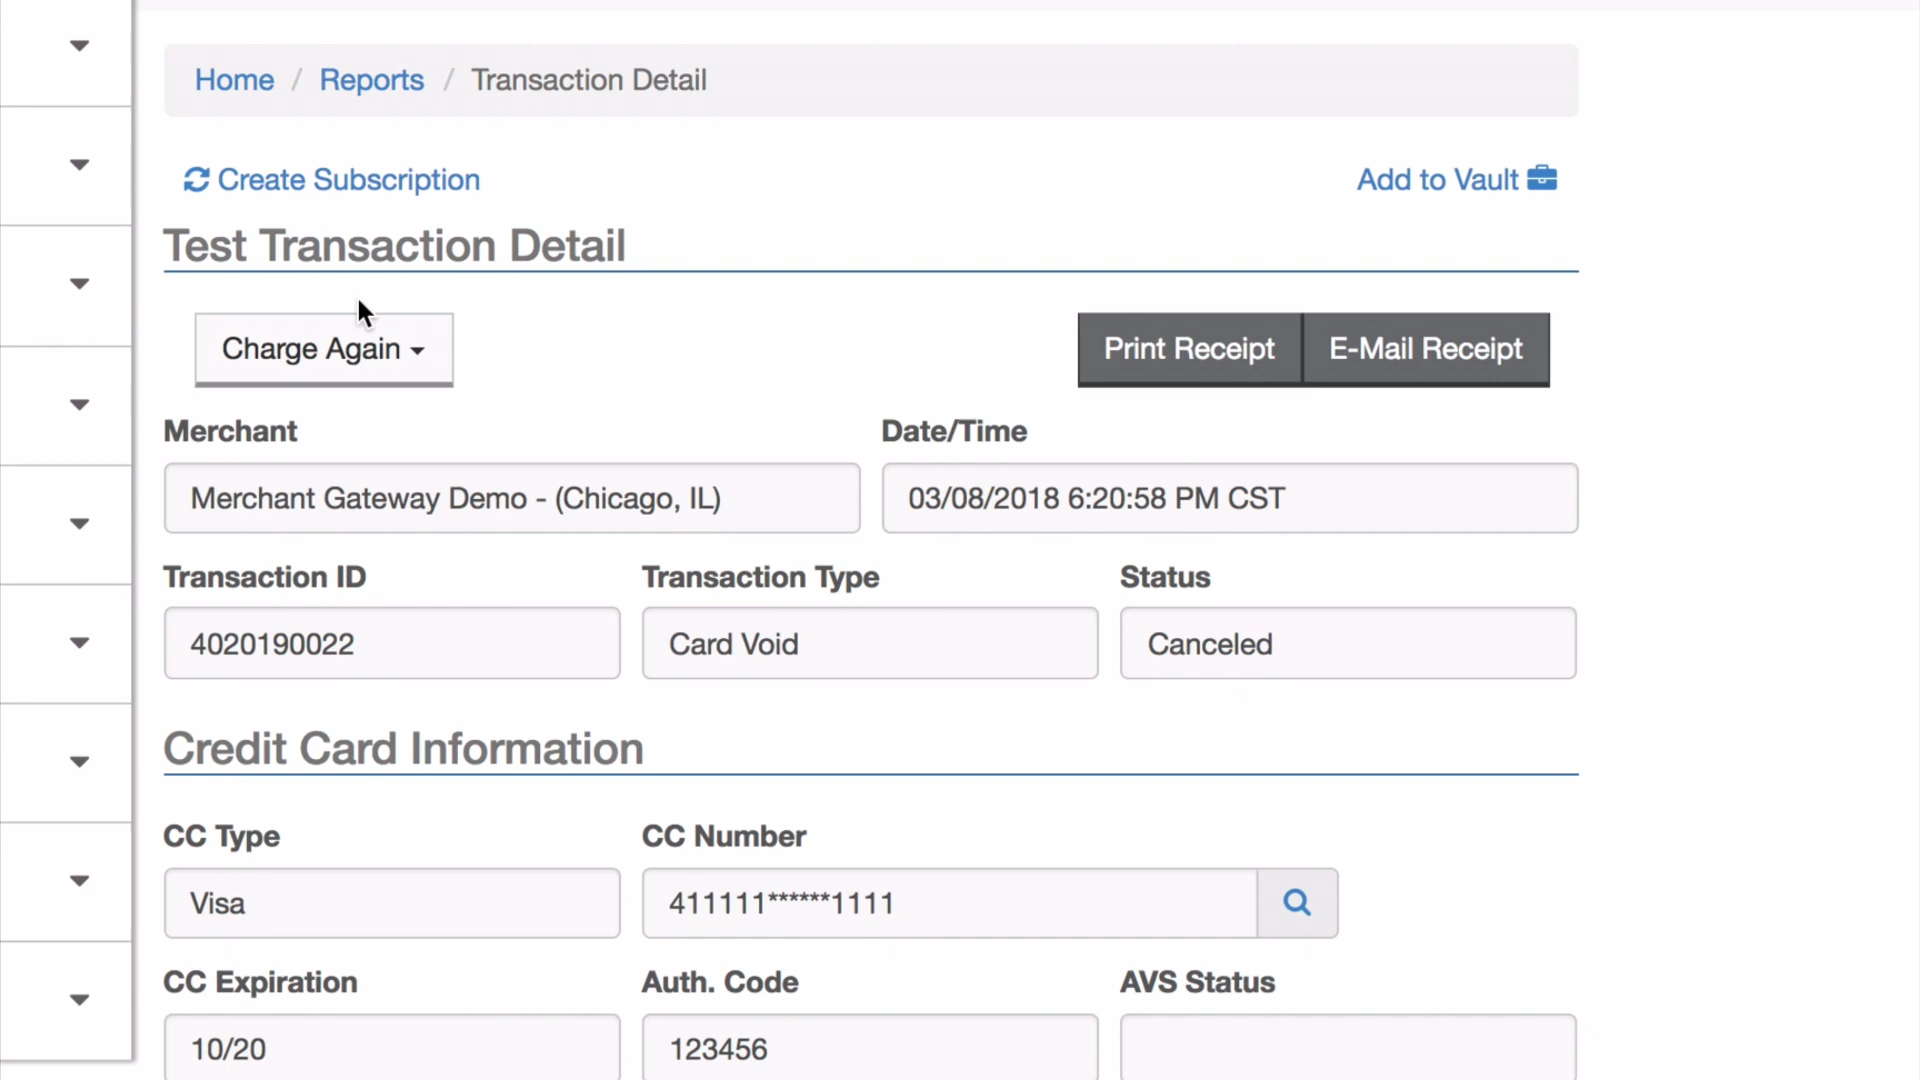 Home / Reports / Transaction Detail
Create Subscription Add to Vault
Test Transaction Detail
Charge Again Print Receipt E-Mail Receipt
Merchant Date/Time
Merchant Gateway Demo - (Chicago, IL) 03/08/2018 6:20:58 PM CST
Transaction ID Transaction Type Status
4020190022 Card Void Canceled
Credit Card Information
CC Type CC Number
Visa 411111******1111
CC Expiration Auth. Code AVS Status
10/20 123456